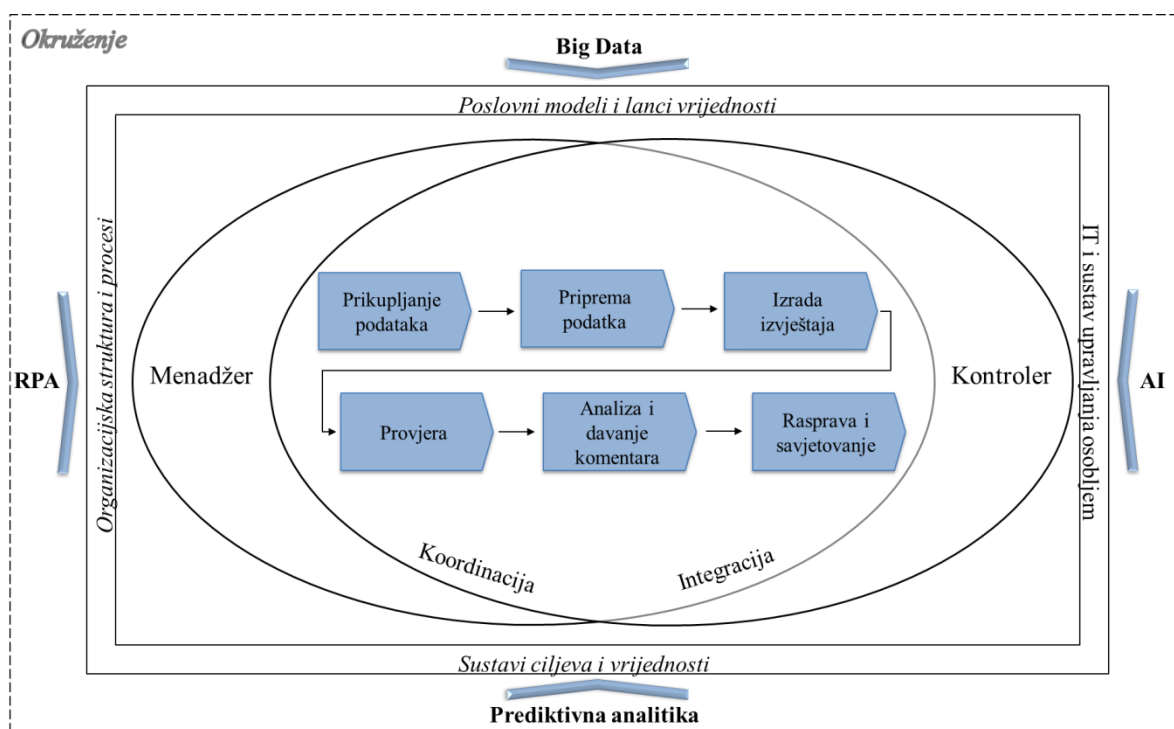 Okruženje
Big Data
Poslovni modeli i lanci vrijednosti
Organizacijska struktura i procesi
IT i sustav upravljanja osobljem
Prikupljanje
podataka
Priprema
podatka
Izrada
izvještaja
RPA
Menadžer
Kontroler
AI
Provjera
Analiza i
davanje
komentara
Rasprava i
savjetovanje
Koordinacija
Integracija
Sustavi ciljeva i vrijednosti
Prediktivna analitika